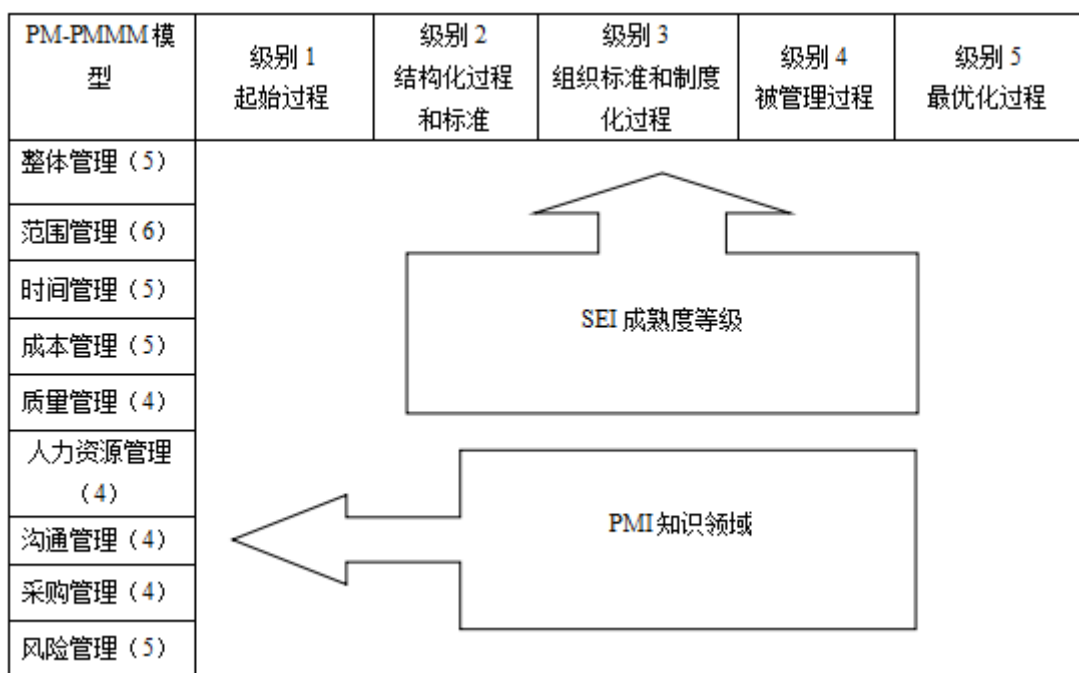 PM-PMMM模
型
级别 1
起始过程
级别 2
结构化过程
和标准
级别 3
组织标准和制度
化过程
级别 4
被管理过程
级别 5
最优化过程
整体管理（5）
范围管理（6）
时间管理（5）
成本管理（5）
质量管理（4）
人力资源管理
（4）
沟通管理（4）
采购管理（4）
风险管理（5）
SEI 成熟度等级
PMI 知识领域